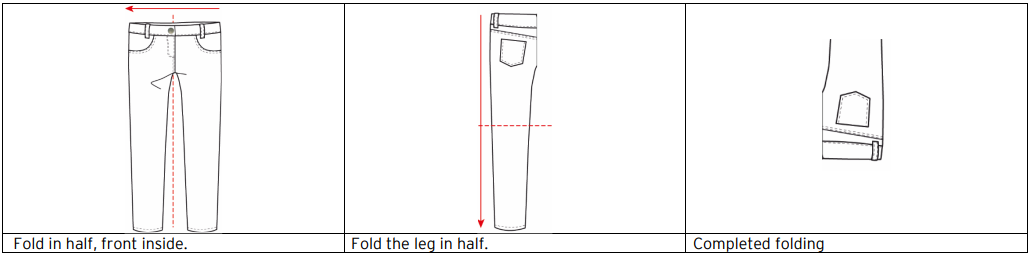 Fold in half, front inside.
Fold the leg in half.
Completed folding